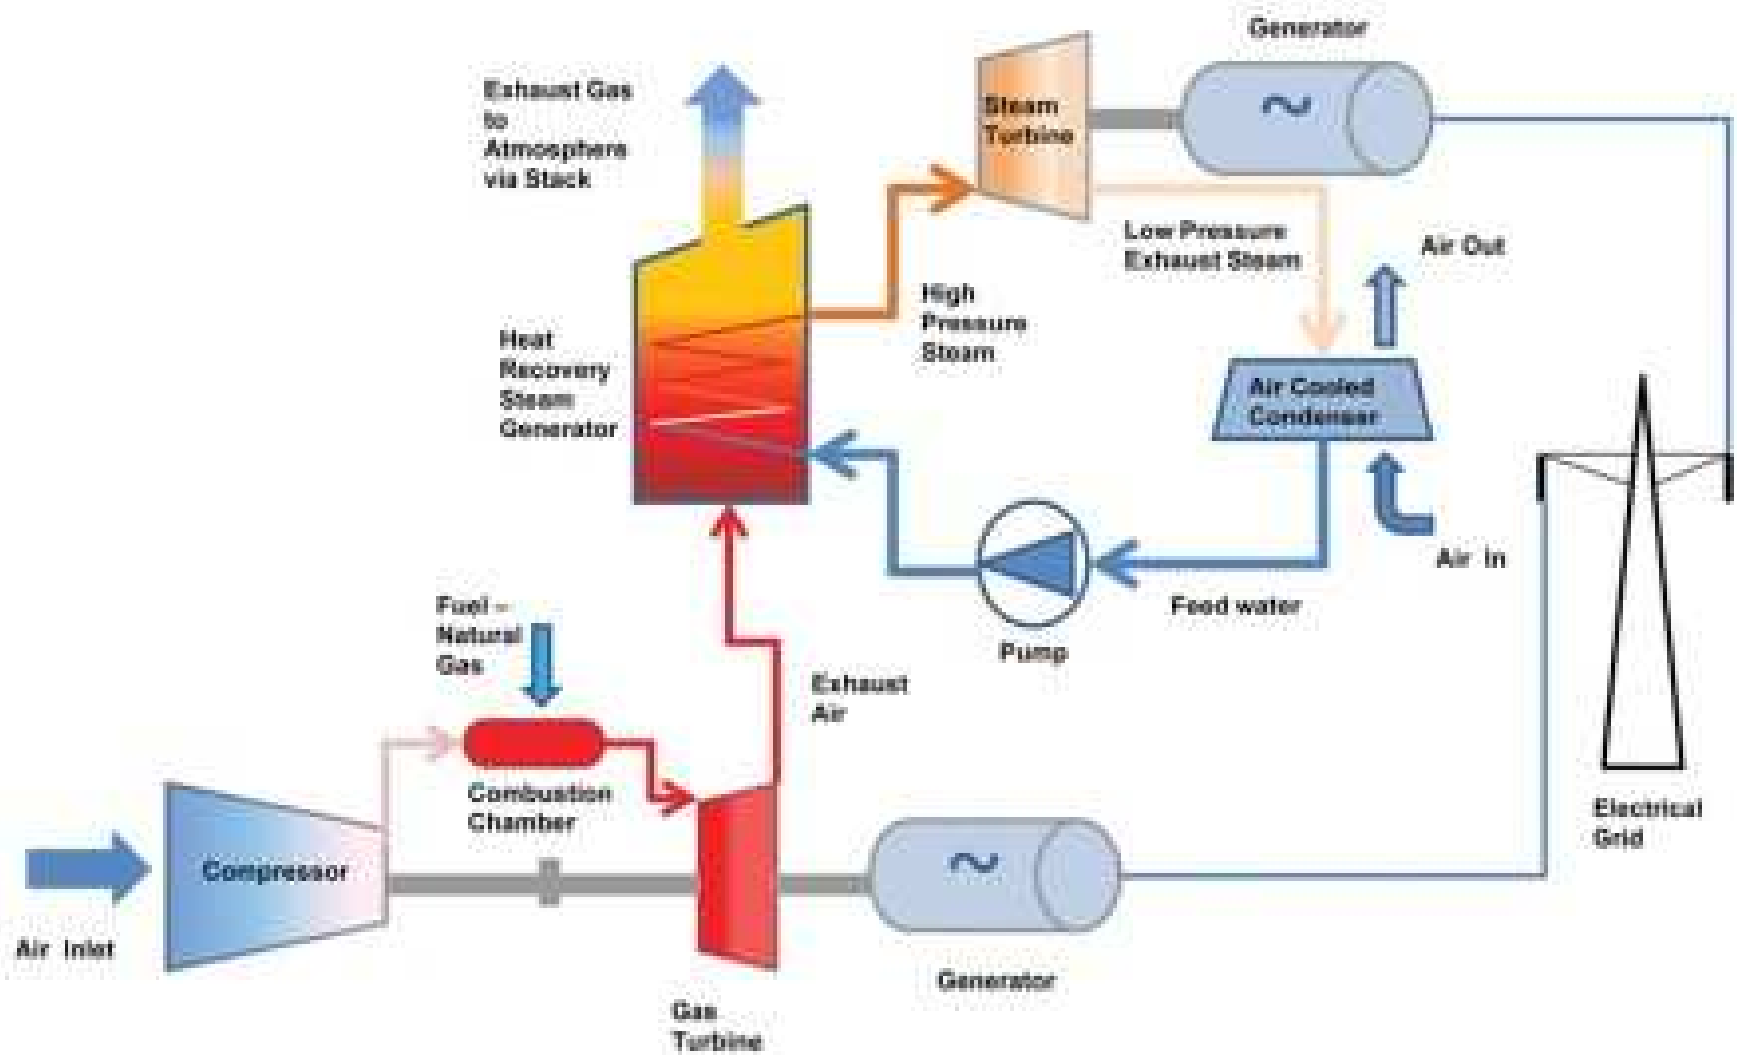 Generator
Exhaust Gas
to
Atmosphere
via Stack
Steam
Turbine
Low Pressure
Exhaust Steam
Air Out
High
Pressure
Steam
Heat
Recovery
Steam
Generator
Air Cooled
Condenser
Air In
Feed water
Pump
Fuel –
Natural
Gas
Exhaust
Air
Combustion
Chamber
Electrical
Grid
Compressor
Air Inlet
Generator
Gas
Turbine